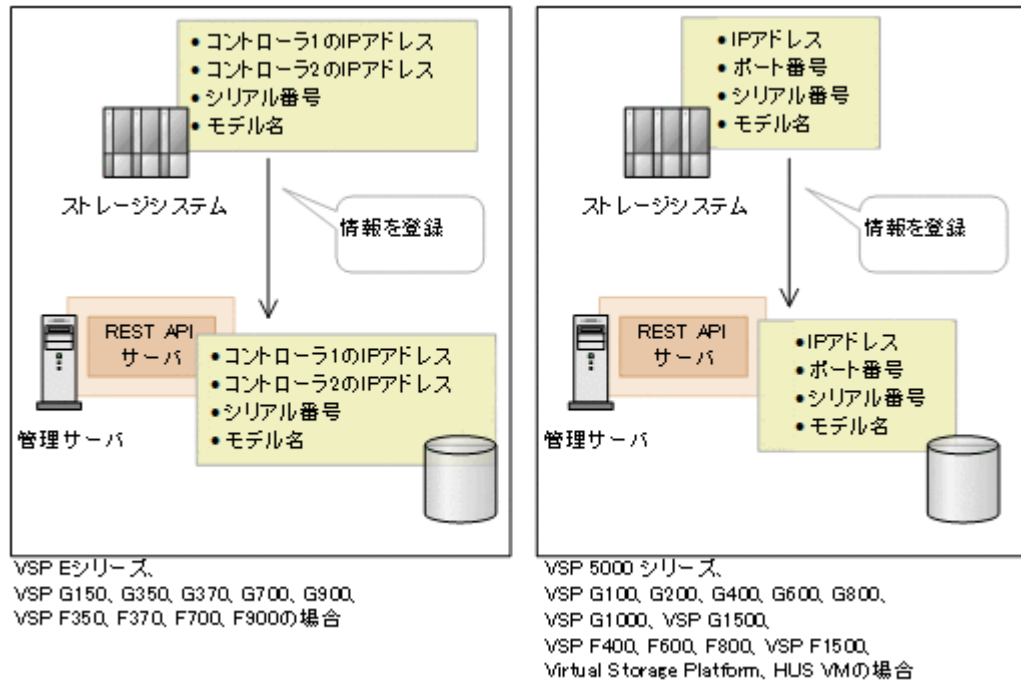 •コントローラ1のIPアドレス
•コントローラ2のIPアドレス
•シリアル番号
•モデル名
ストレージシステム
情報を登録
REST API
サーバ
•コントローラ1のIPアドレス
•コントローラ2のIPアドレス
•シリアル番号
•モデル名
管理サーバ
VSP Eシリーズ、
VSP G150、G350、G370、G700、G900、
VSP F350、F370、F700、F900の場合
•IPアドレス
•ポート番号
•シリアル番号
•モデル名
ストレージシステム
情報を登録
REST API
サーバ
•IPアドレス
•ポート番号
•シリアル番号
•モデル名
管理サーバ
VSP 5000 シリーズ、
VSP G100、G200、G400、G600、G800、
VSP G1000、VSP G1500、
VSP F400、F600、F800、VSP F1500、
Virtual Storage Platform、HUS VMの場合